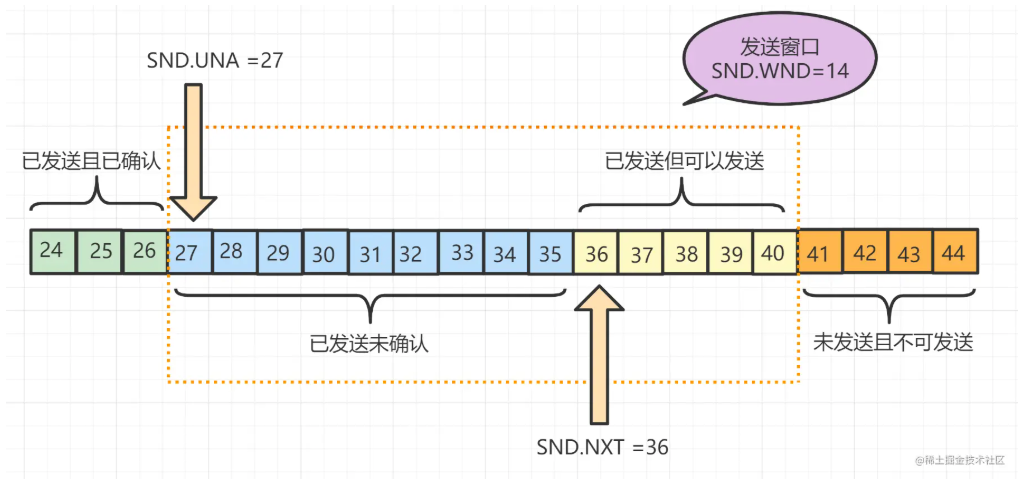 发送窗口
SND.WND=14
SND.UNA =27
已发送且已确认
已发送但可以发送
24 25 26 27 28 29 30 31 32 33 34 35 36 37 38 39 40 41 42 43 44
已发送未确认
未发送且不可发送
SND.NXT =36
@稀土掘金技术社区